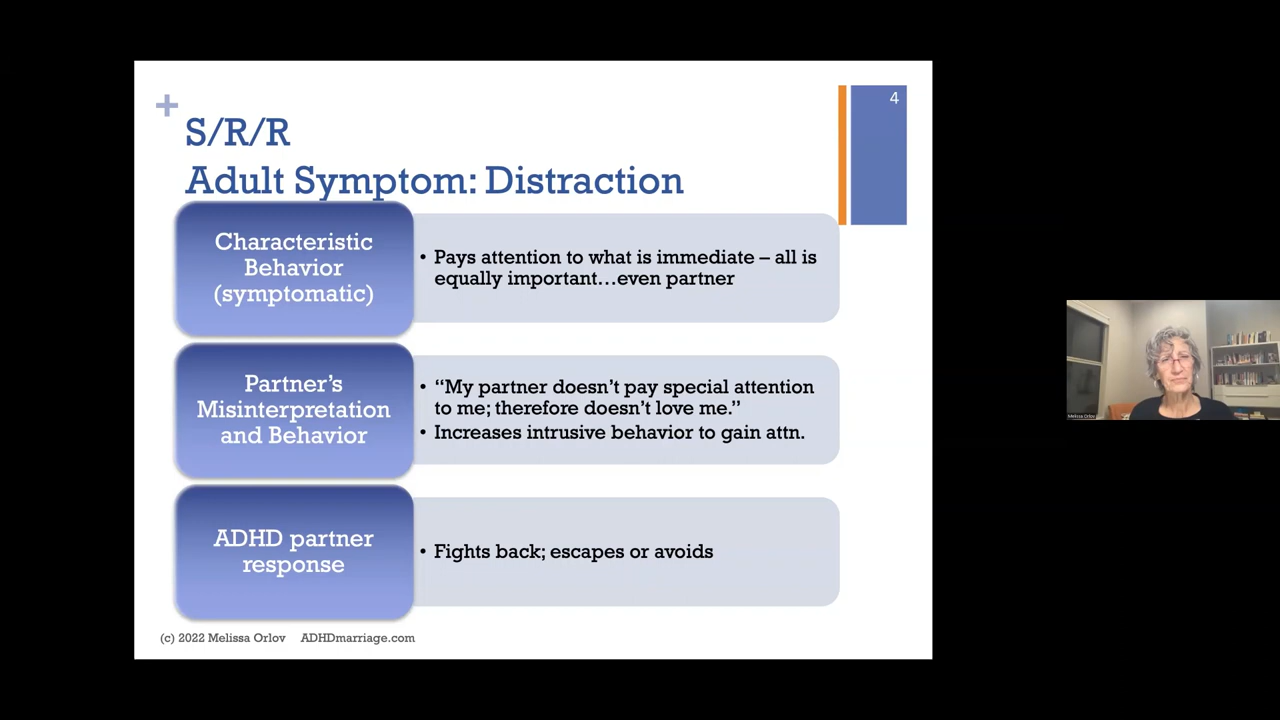 +
4
S/R/R
Adult Symptom: Distraction
Characteristic
Behavior
(symptomatic)
• Pays attention to what is immediate – all is
equally important…even partner
Partner’s
Misinterpretation
and Behavior
• “My partner doesn’t pay special attention
to me; therefore doesn’t love me.”
• Increases intrusive behavior to gain attn.
ADHD partner
response
• Fights back; escapes or avoids
(c) 2022 Melissa Orlov ADHDmarriage.com
Melissa Orlov